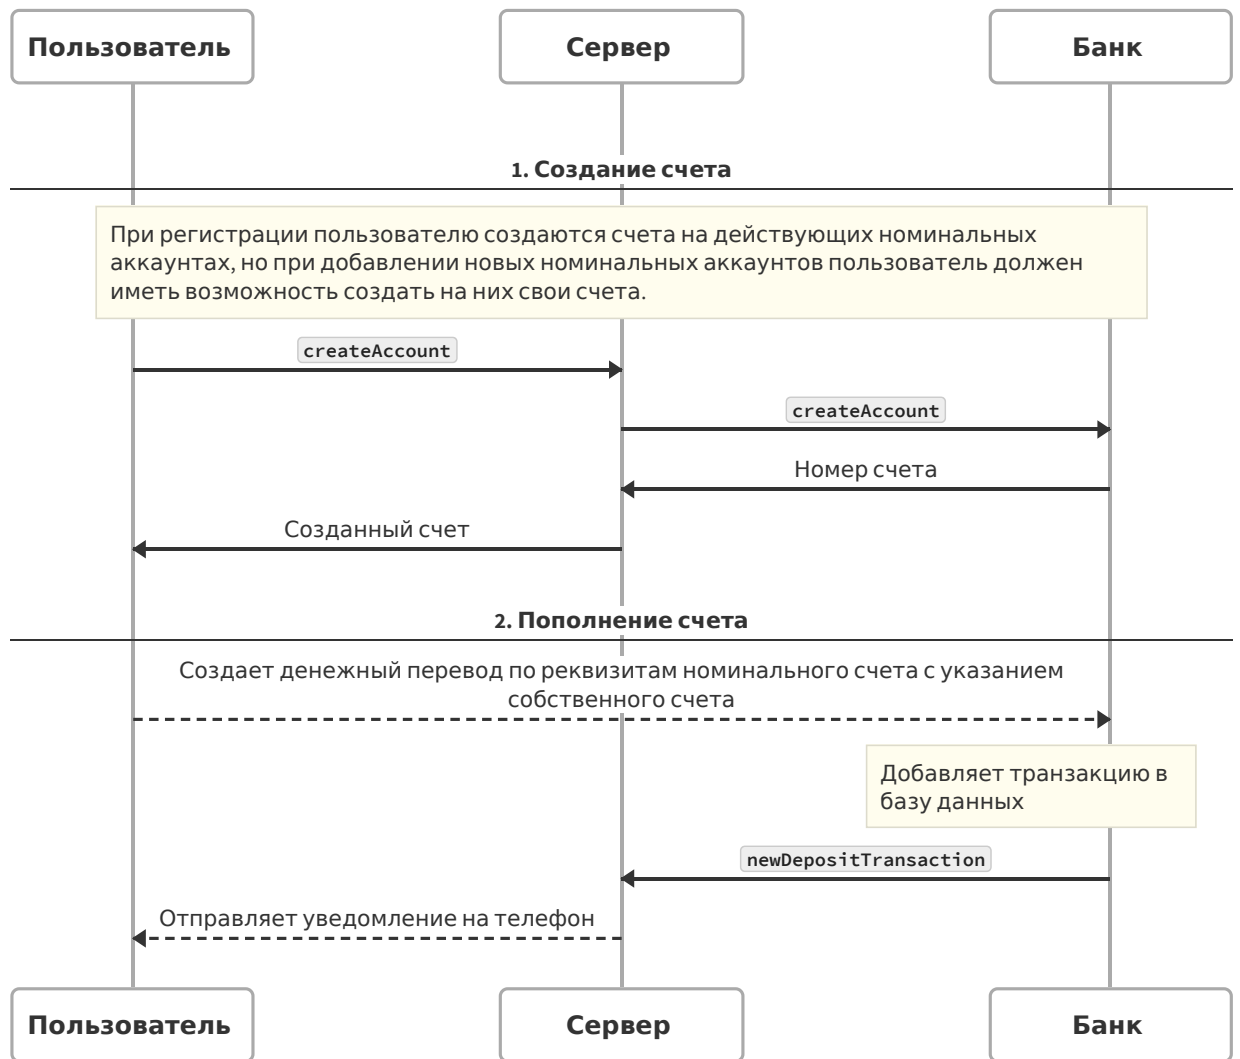 Пользователь
Сервер
Банк
1. Создание счета
При регистрации пользователю создаются счета на действующих номинальных
аккаунтах, но при добавлении новых номинальных аккаунтов пользователь должен
иметь возможность создать на них свои счета.
createAccount
createAccount
Номер счета
Созданный счет
2. Пополнение счета
Создает денежный перевод по реквизитам номинального счета с указанием
собственного счета
Добавляет транзакцию в
базу данных
newDepositTransaction
Отправляет уведомление на телефон
Пользователь
Сервер
Банк